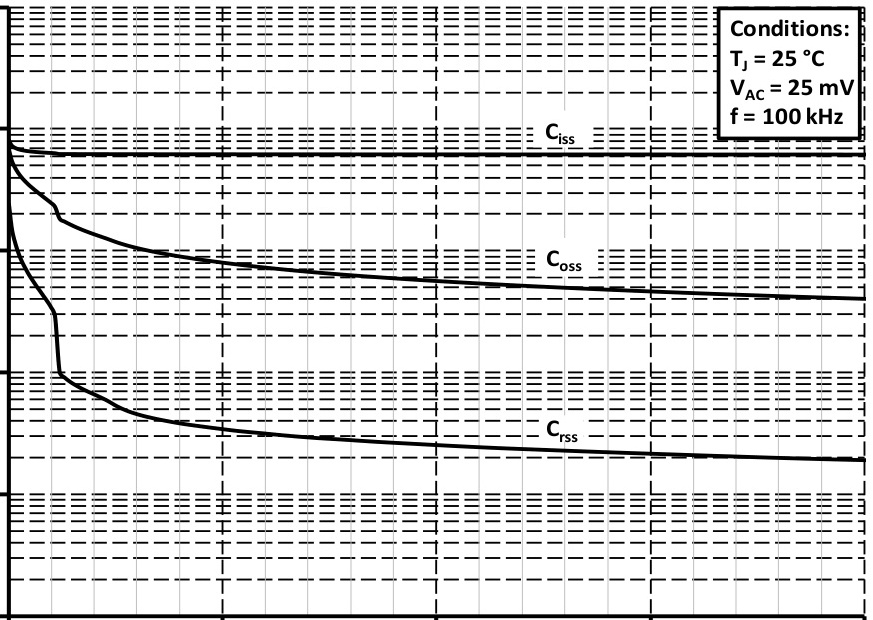 Conditions:
TJ = 25 °C
VAC = 25 mV
f = 100 kHz
Ciss
Coss
Crss